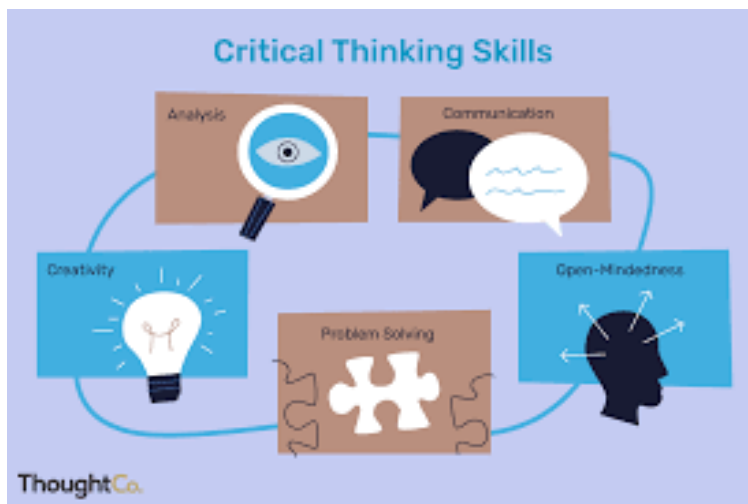 Critical Thinking Skills
Analysis
Communication
Creativity
Open-Mindedness
Problem Solving
ThoughtCo.